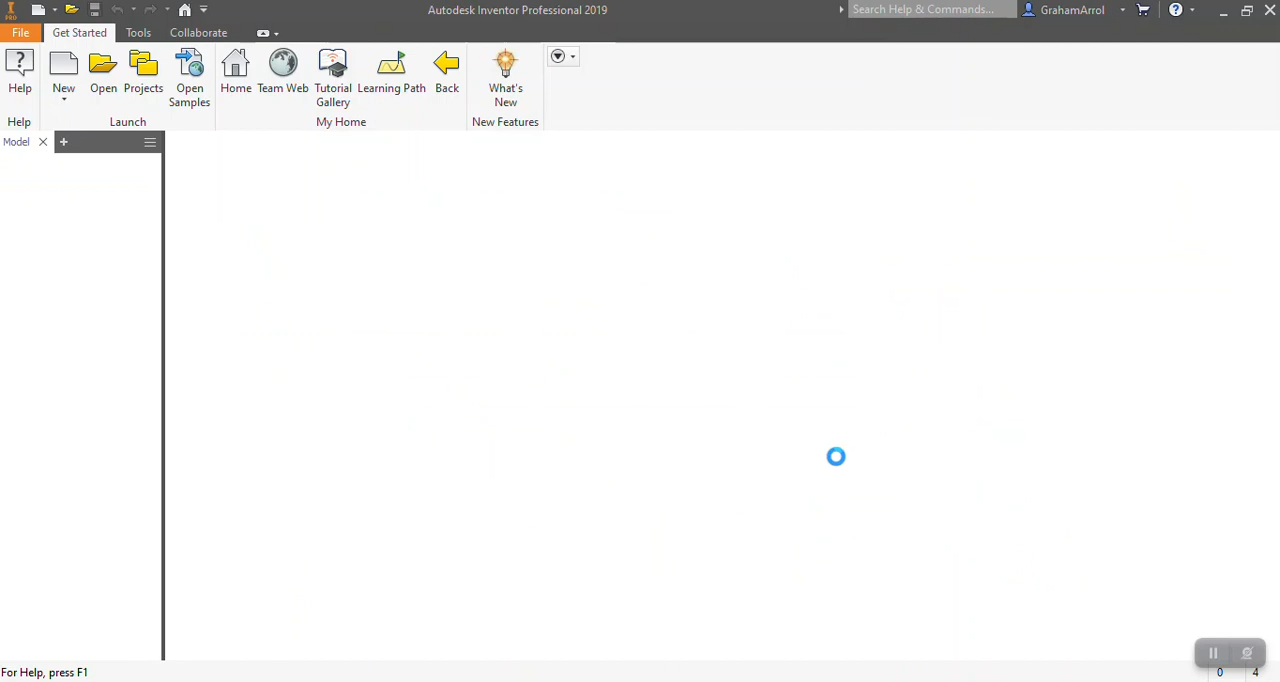 PRO
Autodesk Inventor Professional 2019
Search Help & Commands...
GrahamArrol
File
Get Started
Tools
Collaborate
Help
New
Open
Projects
Open Samples
Home
Team Web
Tutorial Gallery
Learning Path
Back
What's New
Help
Launch
My Home
New Features
Model
For Help, press F1
0
4